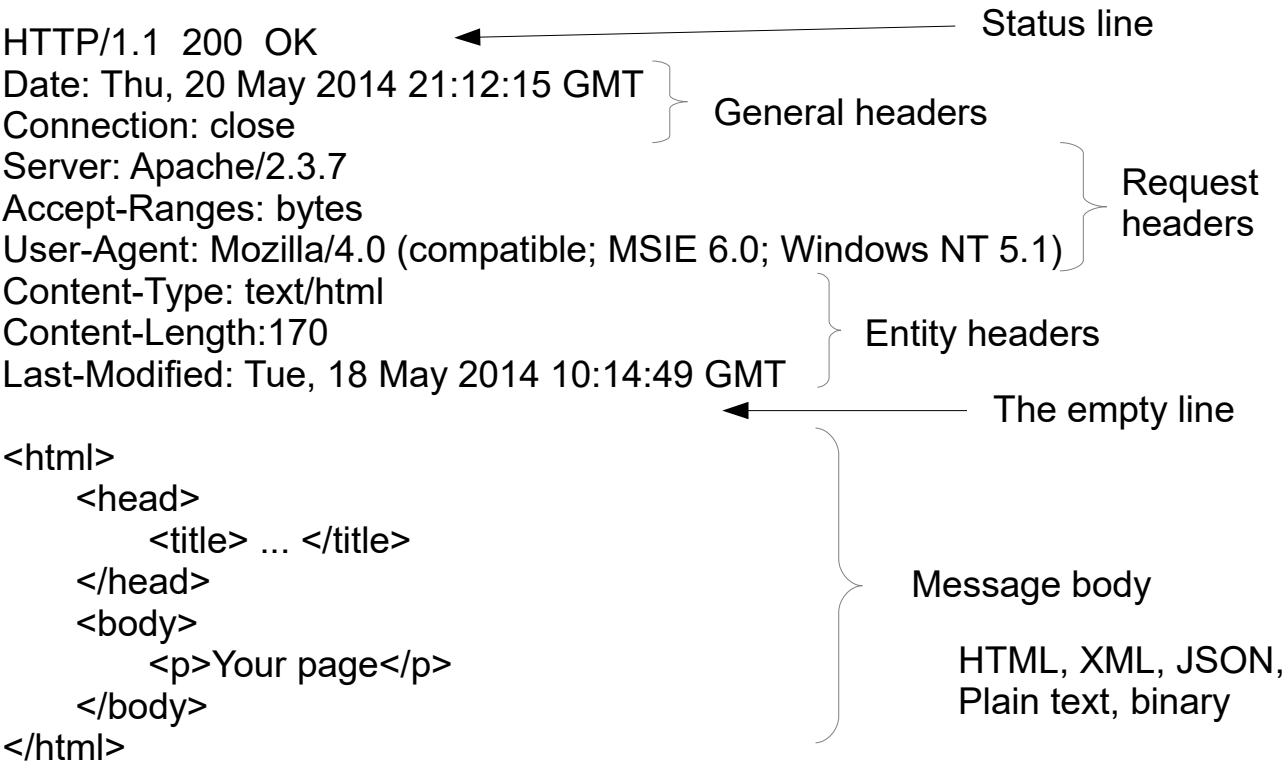 HTTP/1.1 200 OK
Status line
Date: Thu, 20 May 2014 21:12:15 GMT
Connection: close
General headers
Server: Apache/2.3.7
Accept-Ranges: bytes
User-Agent: Mozilla/4.0 (compatible; MSIE 6.0; Windows NT 5.1)
Request
headers
Content-Type: text/html
Content-Length:170
Last-Modified: Tue, 18 May 2014 10:14:49 GMT
Entity headers
The empty line
<html>
<head>
<title> ... </title>
</head>
<body>
<p>Your page</p>
</body>
</html>
Message body
HTML, XML, JSON,
Plain text, binary